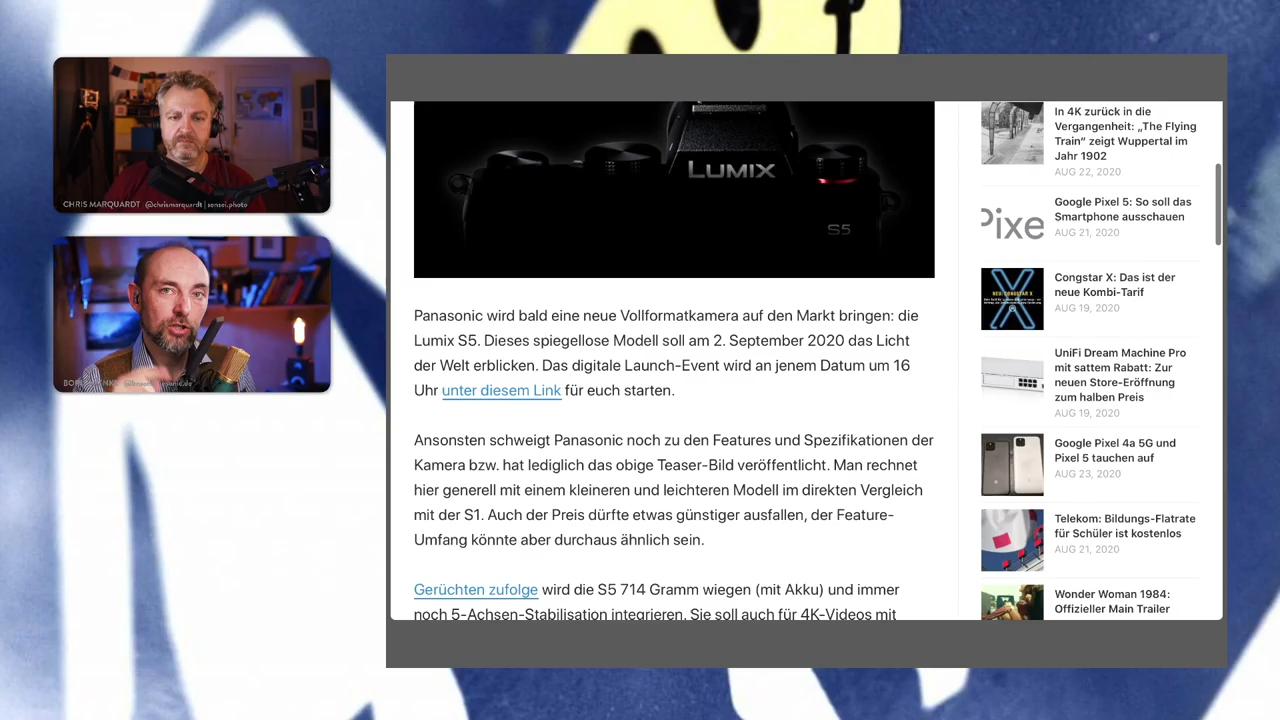 CHRIS MARQUARDT @chrismarquardt | sensei.photo
LUMIX
S5
Panasonic wird bald eine neue Vollformatkamera auf den Markt bringen: die
Lumix S5. Dieses spiegellose Modell soll am 2. September 2020 das Licht
der Welt erblicken. Das digitale Launch-Event wird an jenem Datum um 16
Uhr unter diesem Link für euch starten.
Ansonsten schweigt Panasonic noch zu den Features und Spezifikationen der
Kamera bzw. hat lediglich das obige Teaser-Bild veröffentlicht. Man rechnet
hier generell mit einem kleineren und leichteren Modell im direkten Vergleich
mit der S1. Auch der Preis dürfte etwas günstiger ausfallen, der Feature-
Umfang könnte aber durchaus ähnlich sein.
Gerüchten zufolge wird die S5 714 Gramm wiegen (mit Akku) und immer
noch 5-Achsen-Stabilisation integrieren. Sie soll auch für 4K-Videos mit
In 4K zurück in die
Vergangenheit: „The Flying
Train“ zeigt Wuppertal im
Jahr 1902
AUG 22, 2020
Pixe
Google Pixel 5: So soll das
Smartphone ausschauen
AUG 21, 2020
X
NEU: CONGSTAR X
Congstar X: Das ist der
neue Kombi-Tarif
AUG 19, 2020
UniFi Dream Machine Pro
mit sattem Rabatt: Zur
neuen Store-Eröffnung
zum halben Preis
AUG 19, 2020
Google Pixel 4a 5G und
Pixel 5 tauchen auf
AUG 23, 2020
Telekom: Bildungs-Flatrate
für Schüler ist kostenlos
AUG 21, 2020
Wonder Woman 1984:
Offizieller Main Trailer